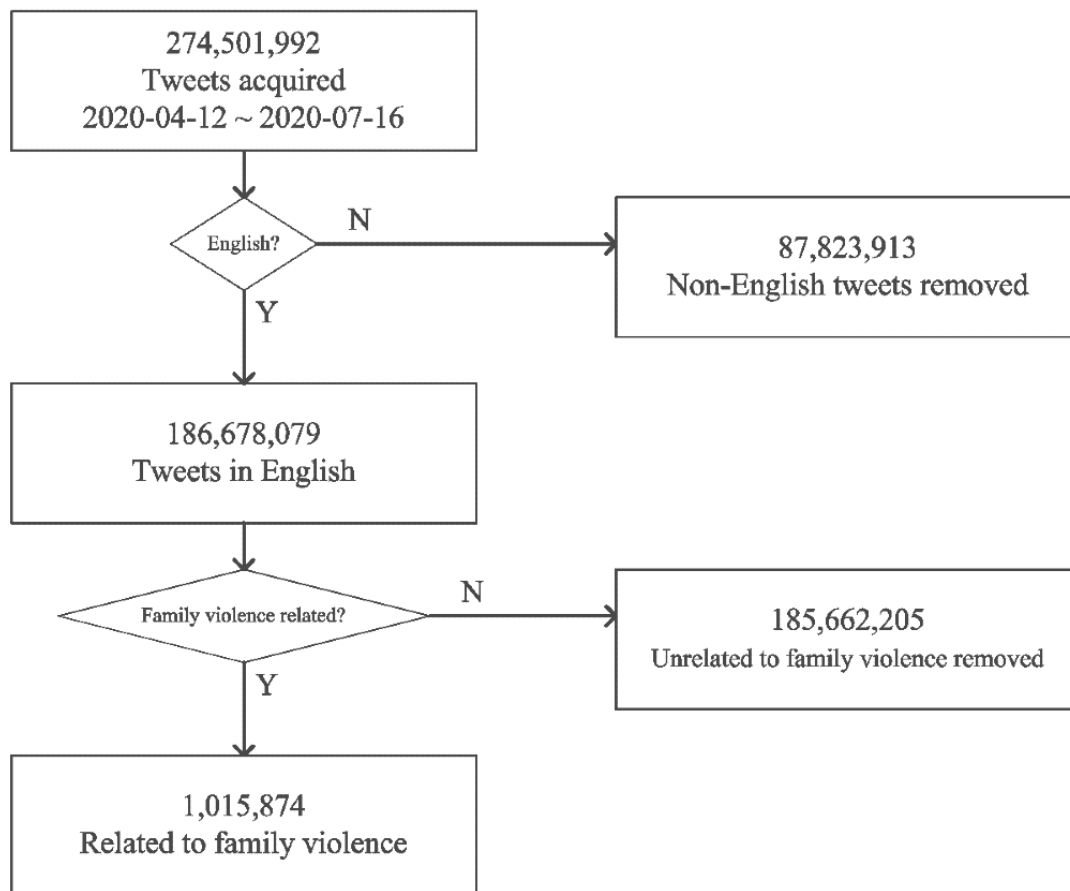 274,501,992
Tweets acquired
2020-04-12 ~ 2020-07-16
English?
N
87,823,913
Non-English tweets removed
Y
186,678,079
Tweets in English
Family violence related?
N
185,662,205
Unrelated to family violence removed
Y
1,015,874
Related to family violence